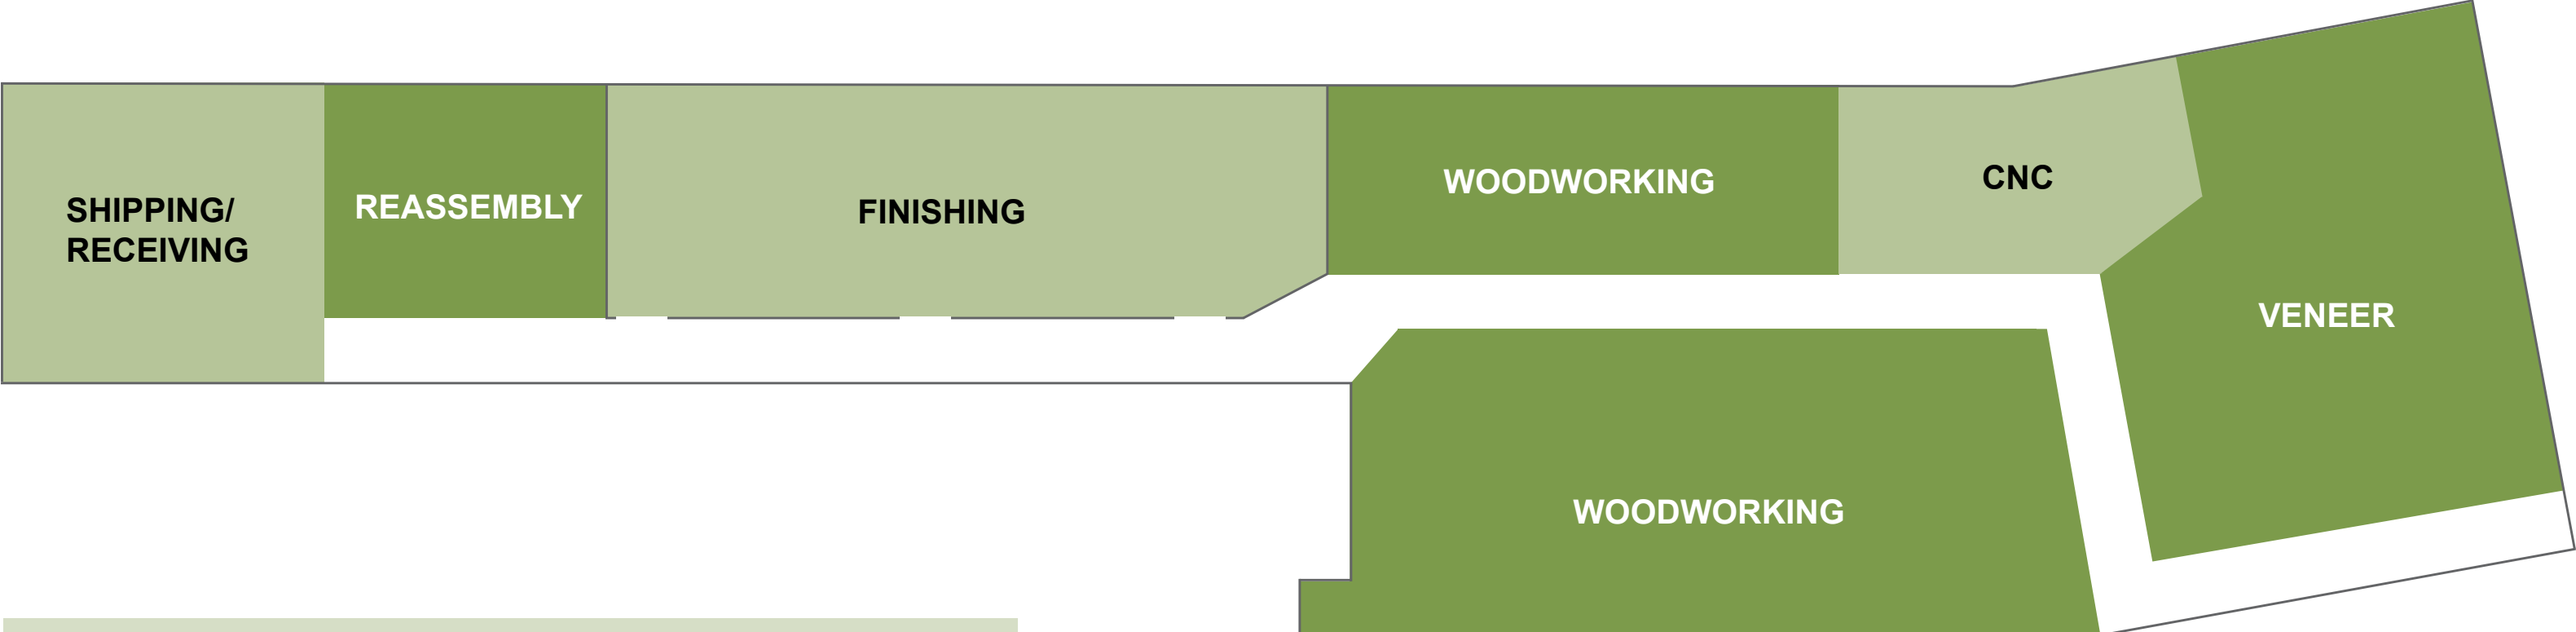 SHIPPING/
RECEIVING
REASSEMBLY
FINISHING
WOODWORKING
CNC
VENEER
WOODWORKING